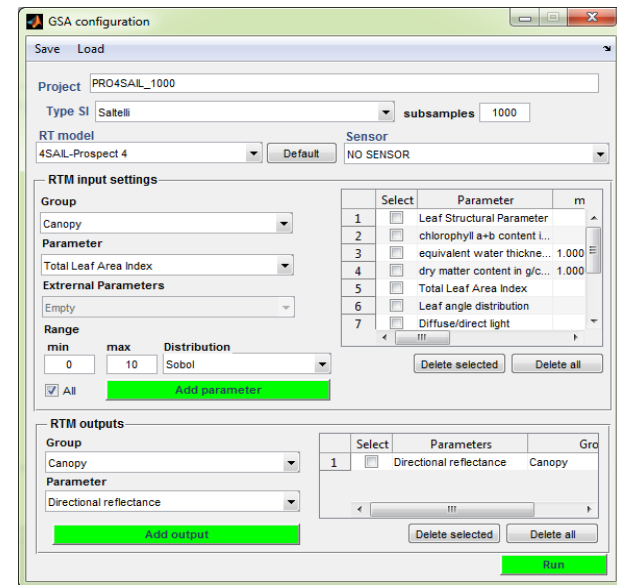 GSA configuration
Save Load
Project PRO4SAIL_1000
Type SI Saltelli subsamples 1000
RT model Sensor
4SAIL-Prospect 4 Default NO SENSOR
RTM input settings
Group
Canopy
Parameter
Total Leaf Area Index
Extrernal Parameters
Empty
Range
min max Distribution
0 10 Sobol
All Add parameter
Select Parameter m
1 Leaf Structural Parameter
2 chlorophyll a+b content i...
3 equivalent water thickne... 1.000
4 dry matter content in g/c... 1.000
5 Total Leaf Area Index
6 Leaf angle distribution
7 Diffuse/direct light
Delete selected Delete all
RTM outputs
Group
Canopy
Parameter
Directional reflectance
Add output
Select Parameters Gro
1 Directional reflectance Canopy
Delete selected Delete all
Run